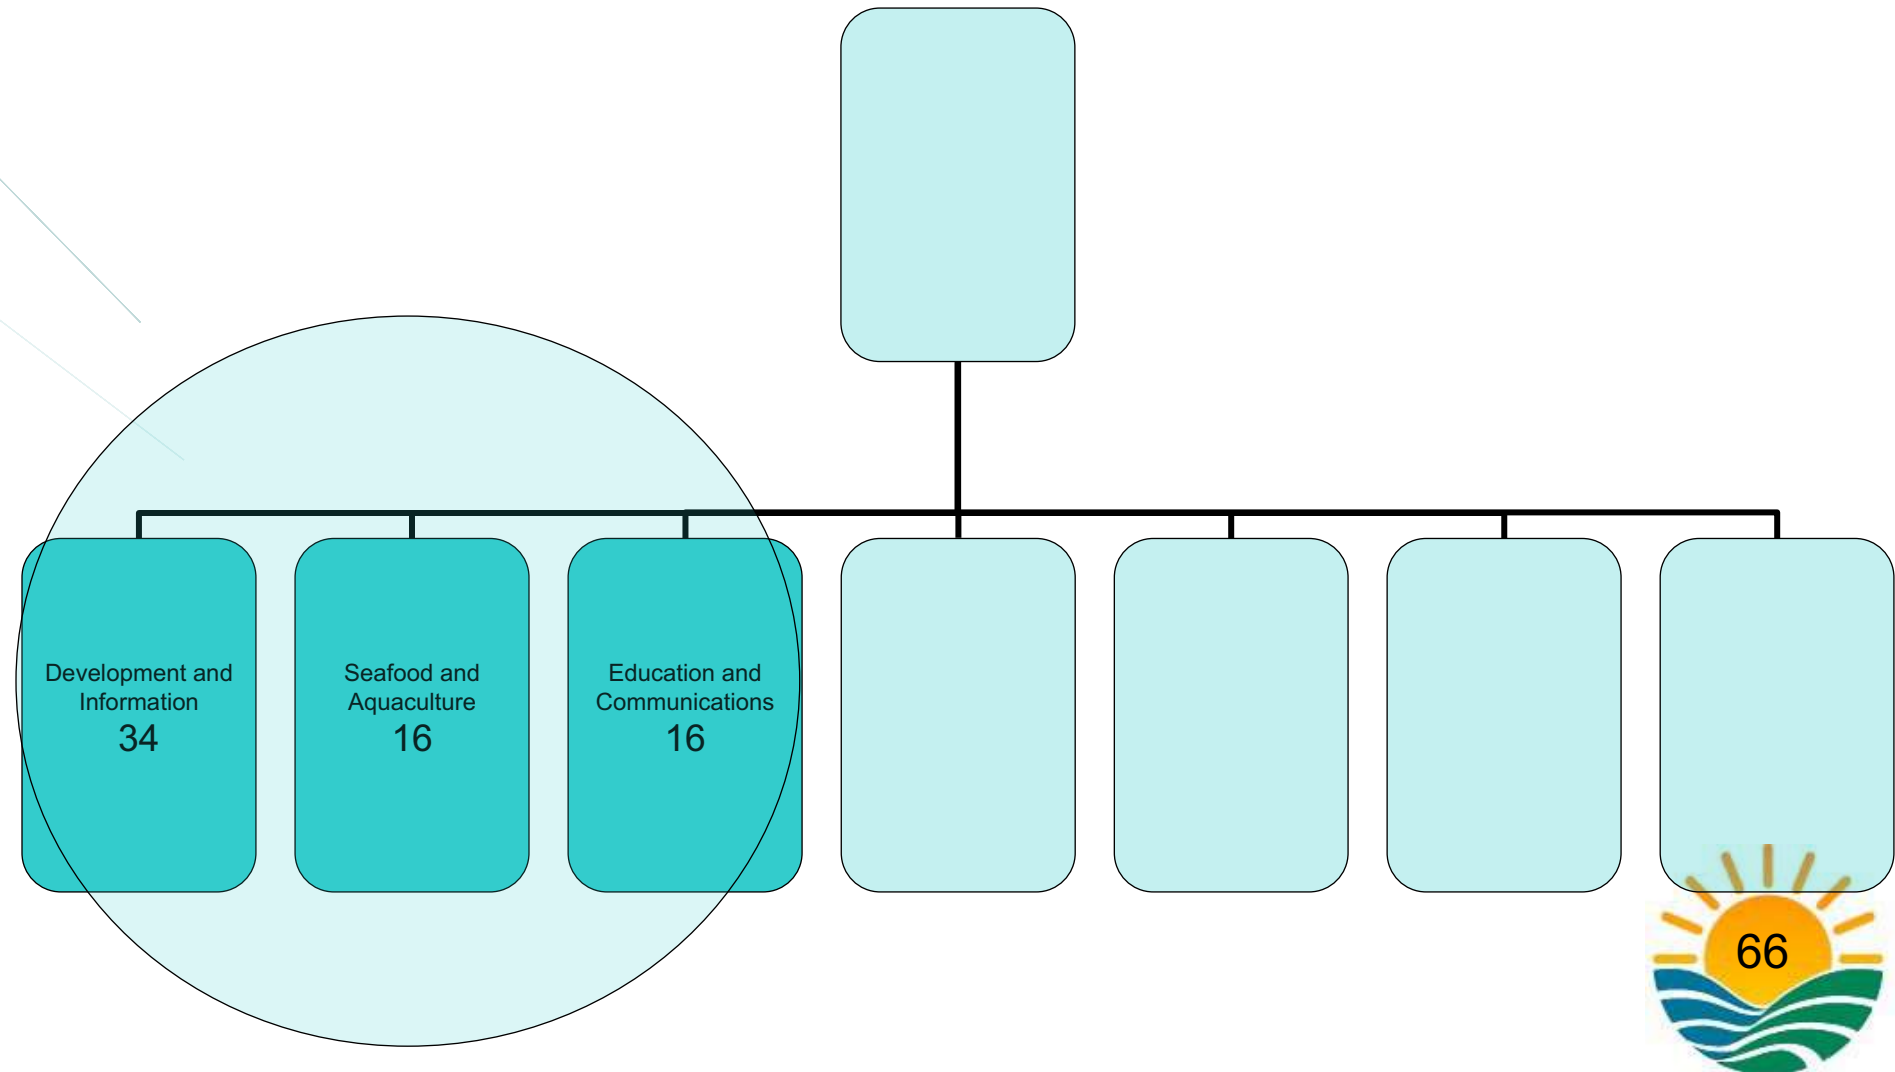 Development and
Information
34
Seafood and
Aquaculture
16
Education and
Communications
16
66